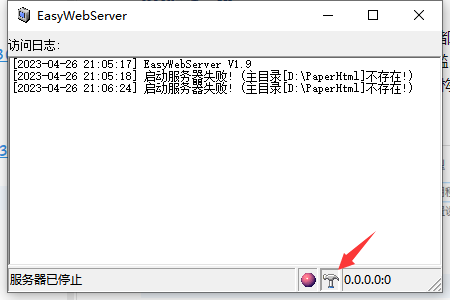 EasyWebServer
访问日志:
[2023-04-26 21:05:17] EasyWebServer V1.9
[2023-04-26 21:05:18] 启动服务器失败! (主目录[D:\PaperHtml]不存在!)
[2023-04-26 21:06:24] 启动服务器失败! (主目录[D:\PaperHtml]不存在!)
服务器已停止
0.0.0.0:0